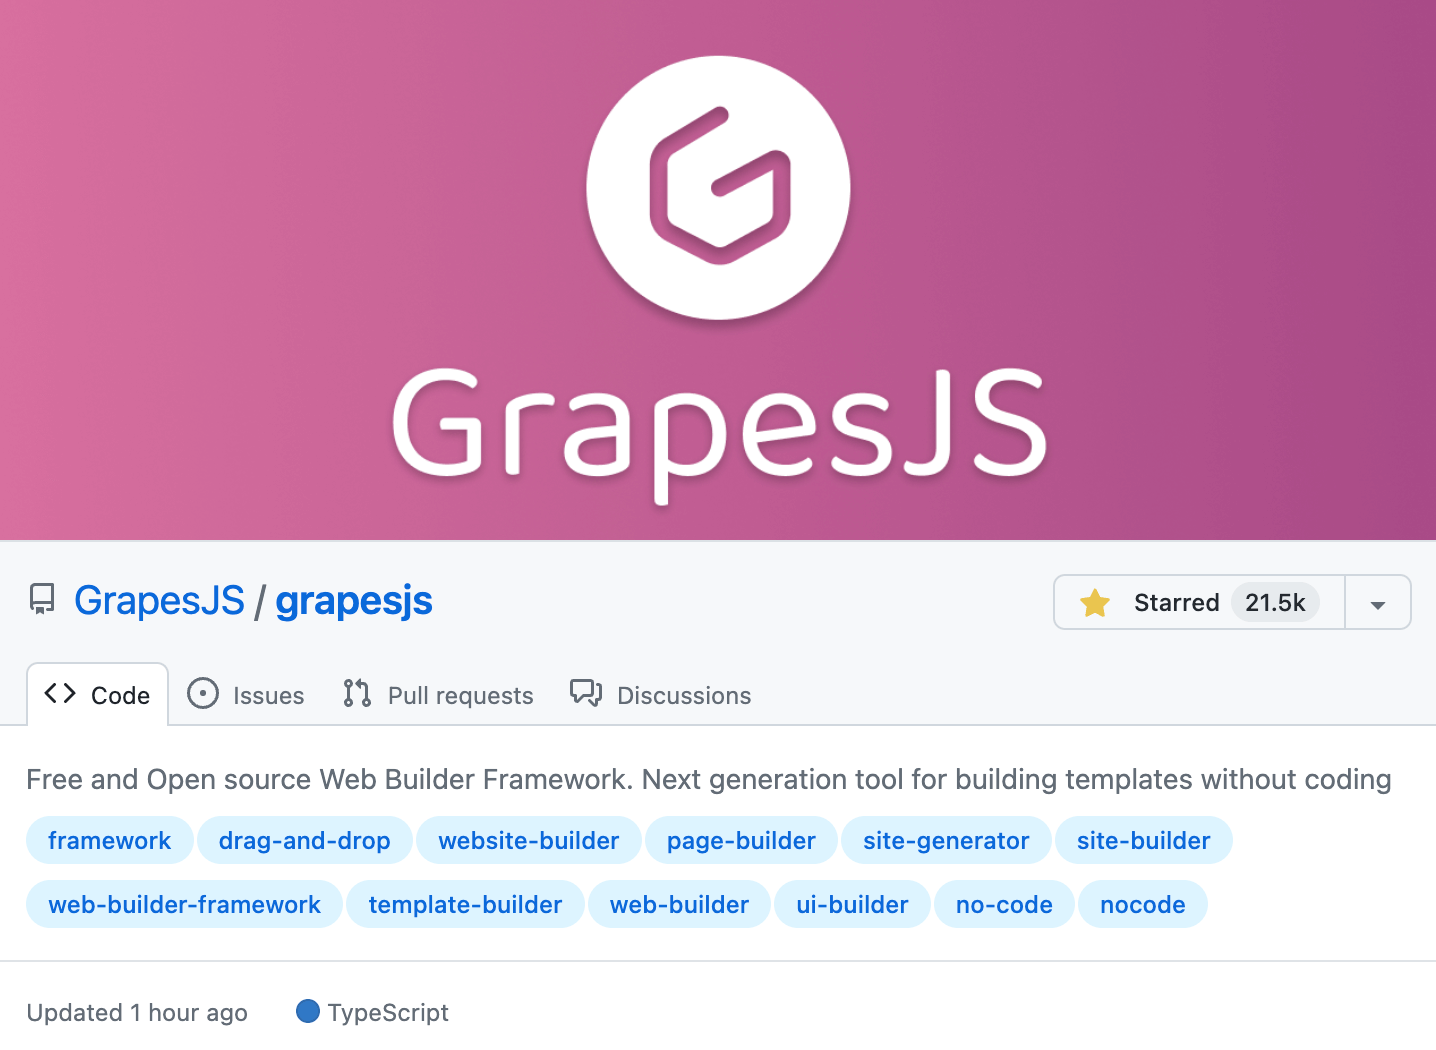 GrapesJS
GrapesJS / grapesjs
Starred 21.5k
Code Issues Pull requests Discussions
Free and Open source Web Builder Framework. Next generation tool for building templates without coding
framework drag-and-drop website-builder page-builder site-generator site-builder
web-builder-framework template-builder web-builder ui-builder no-code nocode
Updated 1 hour ago TypeScript